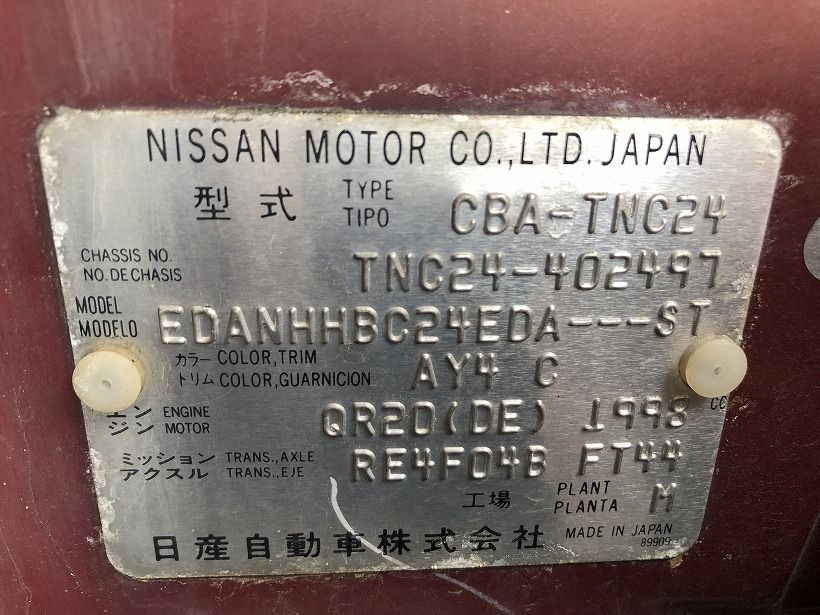 NISSAN MOTOR CO.,LTD. JAPAN
型式 TYPE TIPO CBA-TNC24
CHASSIS NO. NO.DE CHASIS TNC24-402497
MODEL MODELO EDANHHBC24EDA---ST
カラー COLOR,TRIM
トリム COLOR,GUARNICION AY4 C
エン ENGINE
ジン MOTOR QR20(DE) 1998 CC
ミッション TRANS.,AXLE
アクスル TRANS.,EJE RE4F04B FT44
工場 PLANT PLANTA M
日産自動車株式会社 MADE IN JAPAN
89909